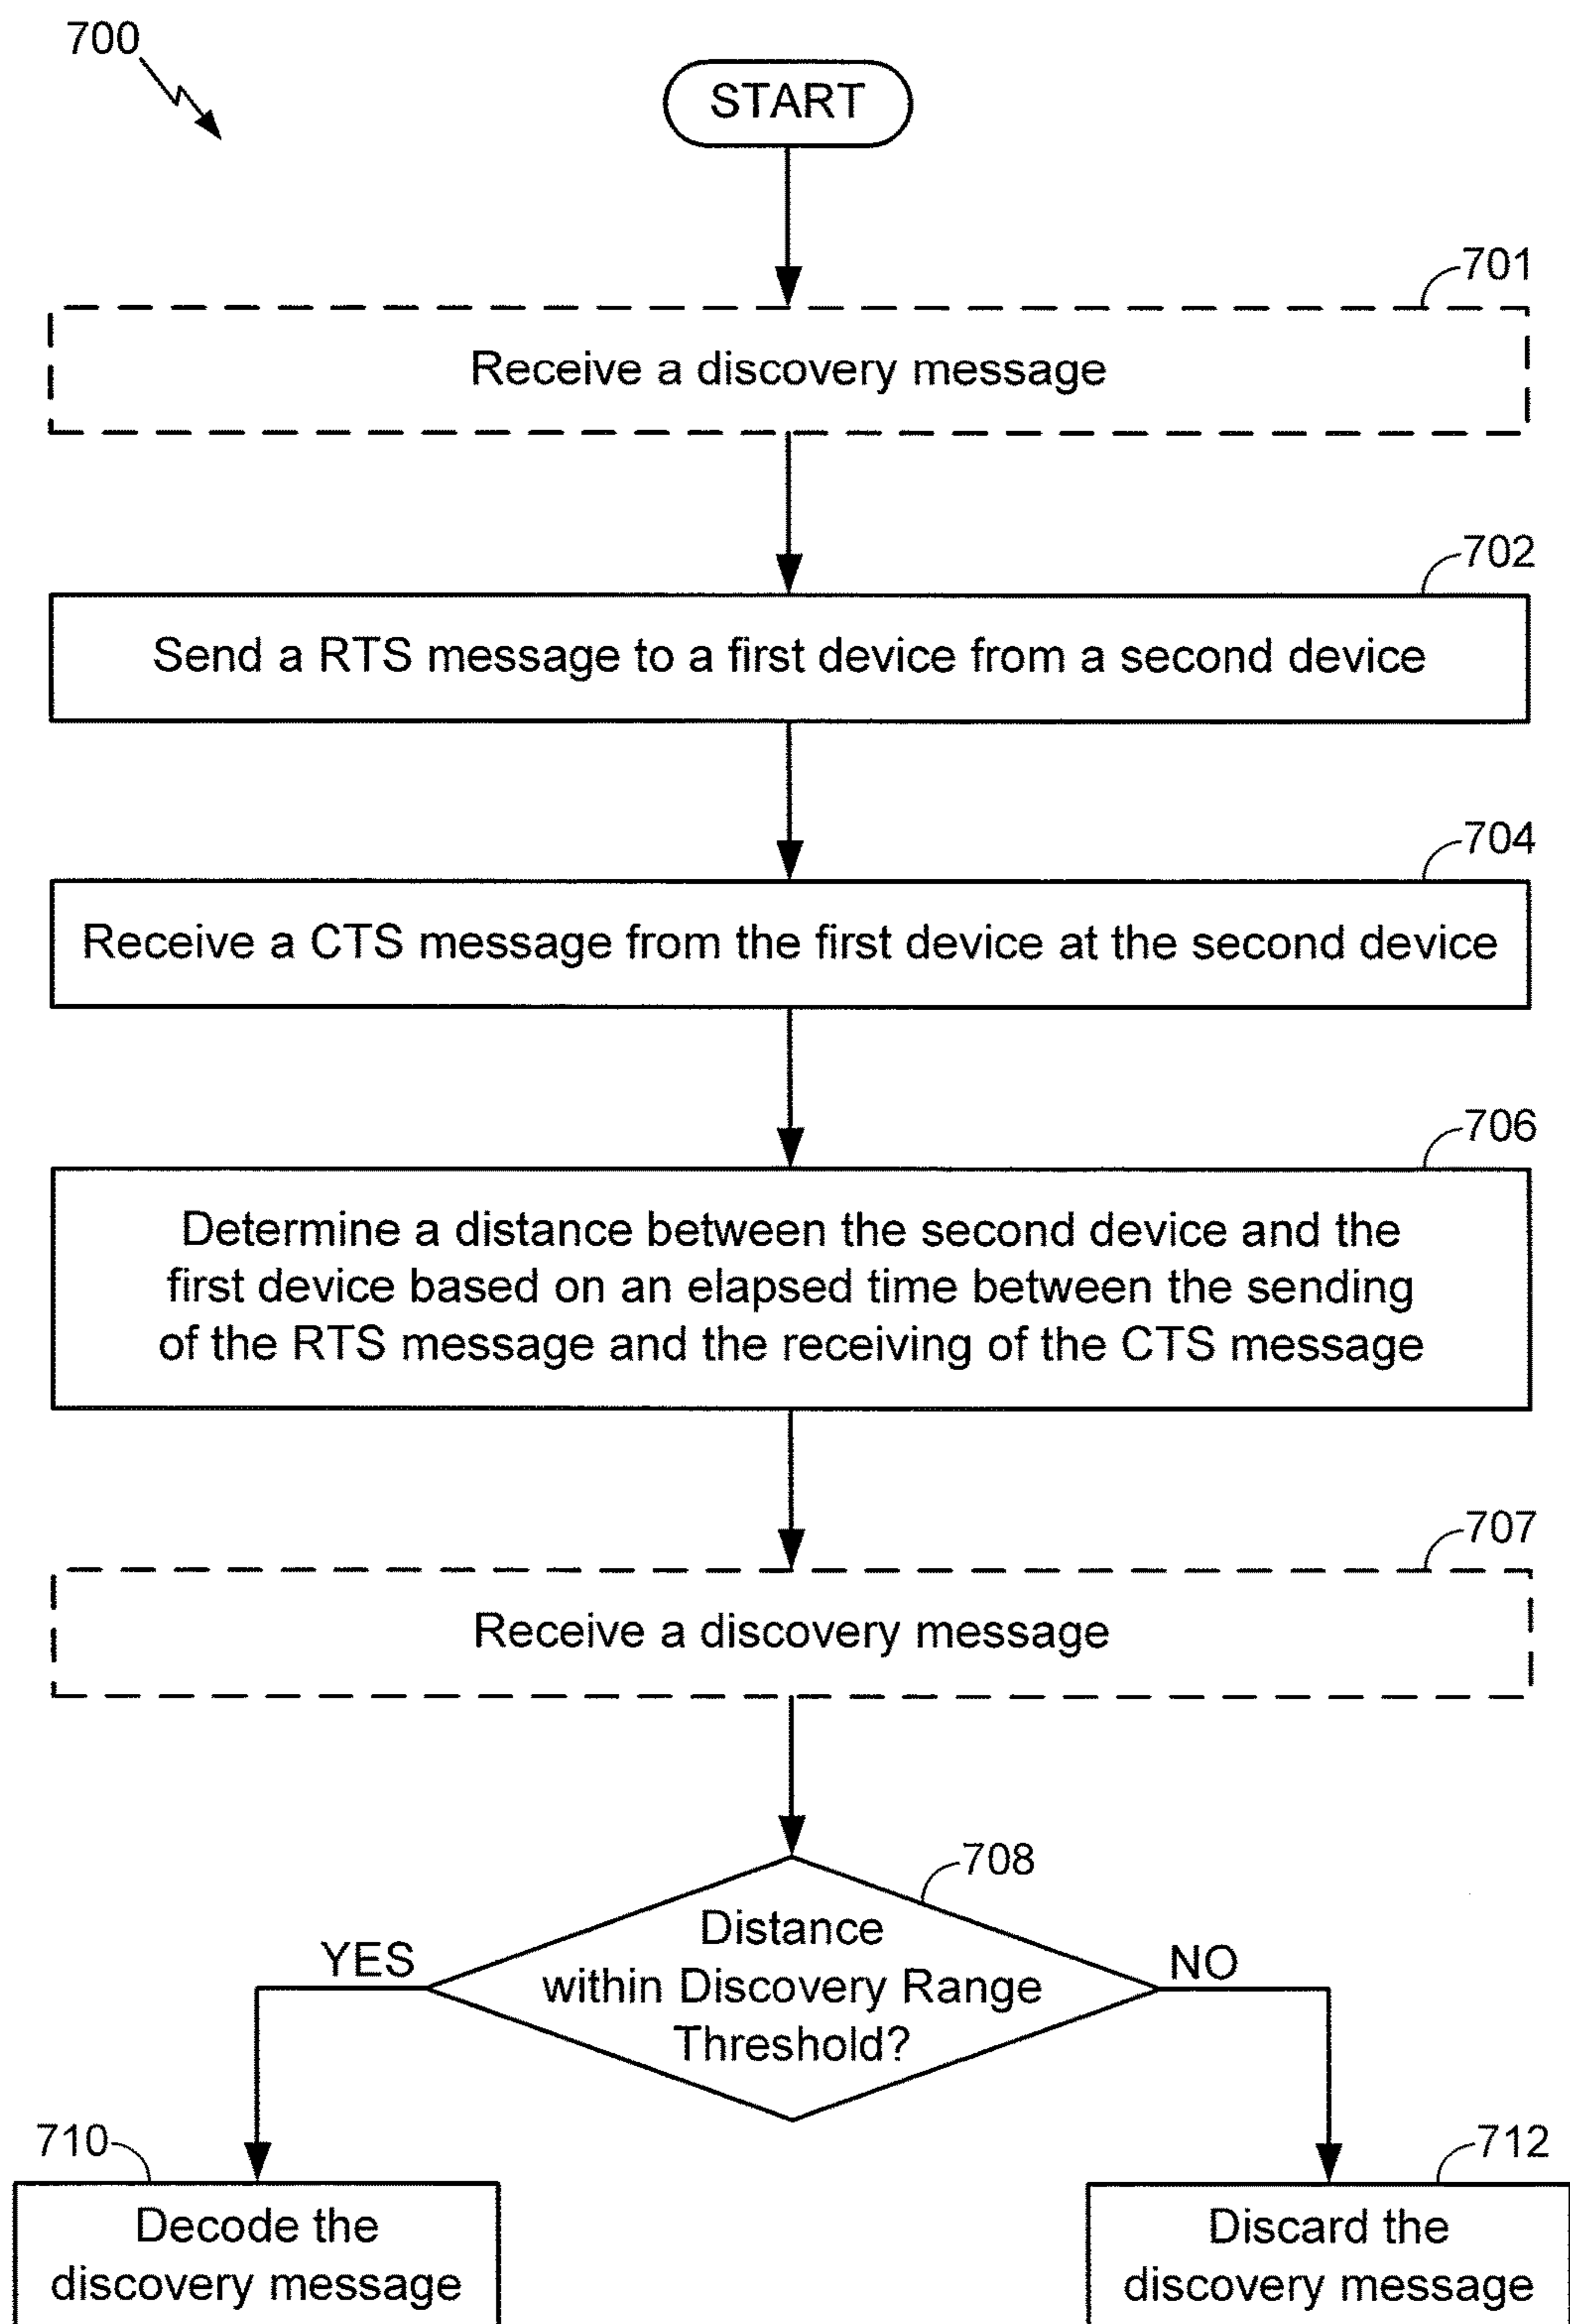 700
START
701
Receive a discovery message
702
Send a RTS message to a first device from a second device
704
Receive a CTS message from the first device at the second device
706
Determine a distance between the second device and the
first device based on an elapsed time between the sending
of the RTS message and the receiving of the CTS message
707
Receive a discovery message
708
Distance
within Discovery Range
Threshold?
YES
NO
710
Decode the
discovery message
712
Discard the
discovery message